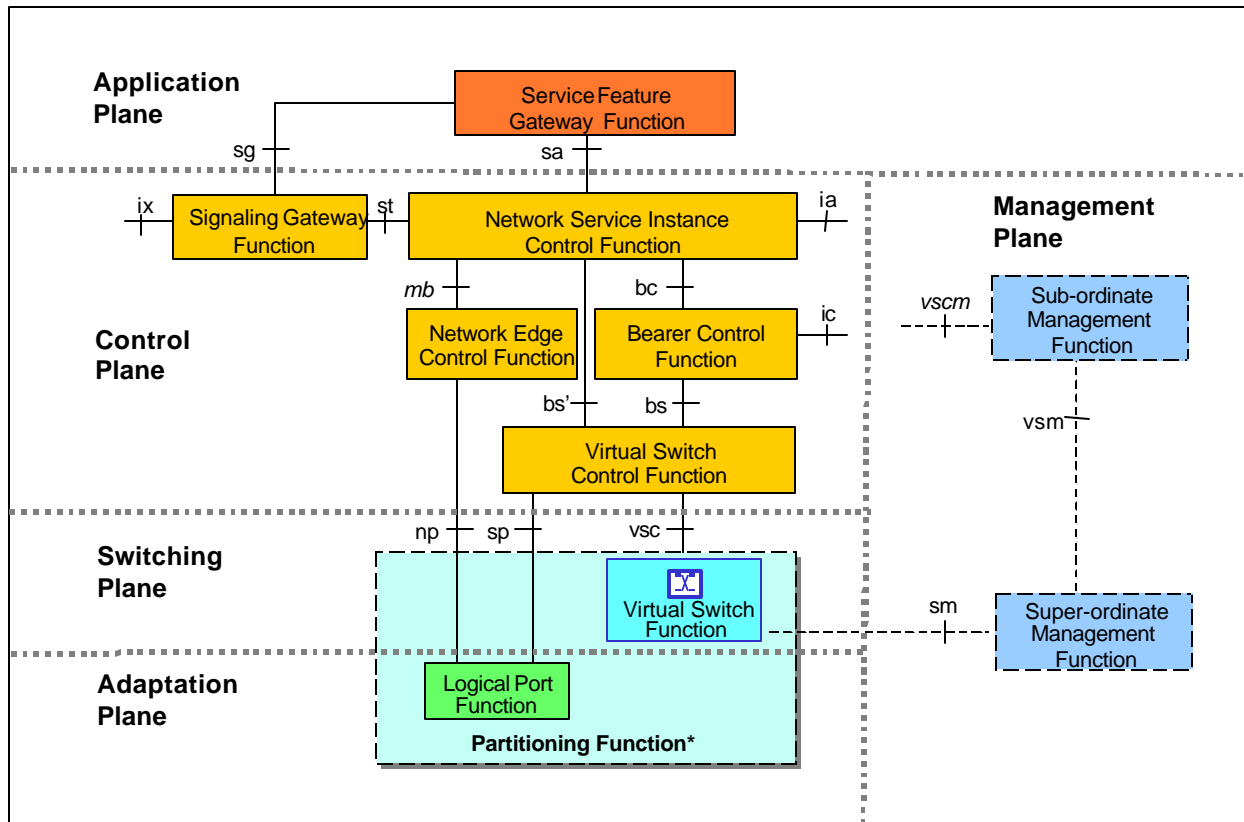 Application
Plane
Service Feature
Gateway Function
sg
sa
ix
Signaling Gateway
Function
st
Network Service Instance
Control Function
ia
Management
Plane
mb
bc
Control
Plane
Network Edge
Control Function
Bearer Control
Function
ic
vscm
Sub-ordinate
Management
Function
bs’
bs
vsm
Virtual Switch
Control Function
Switching
Plane
np
sp
vsc
Virtual Switch
Function
sm
Super-ordinate
Management
Function
Adaptation
Plane
Logical Port
Function
Partitioning Function*